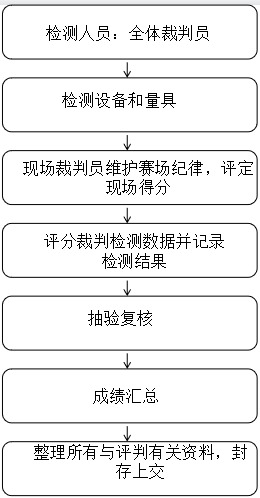 检测人员：全体裁判员
检测设备和量具
现场裁判员维护赛场纪律，评定
现场得分
评分裁判检测数据并记录
检测结果
抽验复核
成绩汇总
整理所有与评判有关资料，封
存上交